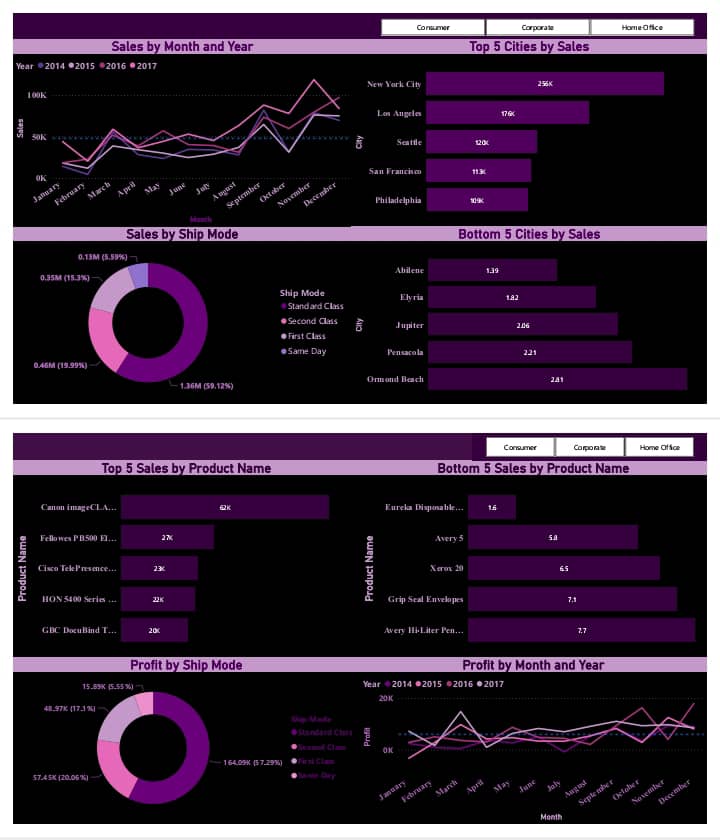 Consumer
Corporate
Home Office
Sales by Month and Year
Year 2014 2015 2016 2017
Sales
100K
50K
0K
January
February
March
April
May
June
July
August
September
October
November
December
Month
Top 5 Cities by Sales
City
New York City 256K
Los Angeles 176K
Seattle 120K
San Francisco 113K
Philadelphia 109K
Sales by Ship Mode
0.13M (5.59%)
0.35M (15.3%)
0.46M (19.99%)
1.36M (59.12%)
Ship Mode
Standard Class
Second Class
First Class
Same Day
Bottom 5 Cities by Sales
City
Abilene 1.39
Elyria 1.82
Jupiter 2.06
Pensacola 2.21
Ormond Beach 2.81
Consumer
Corporate
Home Office
Top 5 Sales by Product Name
Product Name
Canon imageCLA... 62K
Fellowes PB500 El... 27K
Cisco TelePresence... 23K
HON 5400 Series ... 22K
GBC DocuBind T... 20K
Bottom 5 Sales by Product Name
Product Name
Eureka Disposable... 1.6
Avery 5 5.8
Xerox 20 6.5
Grip Seal Envelopes 7.1
Avery Hi-Liter Pen... 7.7
Profit by Ship Mode
15.89K (5.55%)
48.97K (17.1%)
57.45K (20.06%)
164.09K (57.29%)
Ship Mode
Standard Class
Second Class
First Class
Same Day
Profit by Month and Year
Year 2014 2015 2016 2017
Profit
20K
0K
January
February
March
April
May
June
July
August
September
October
November
December
Month